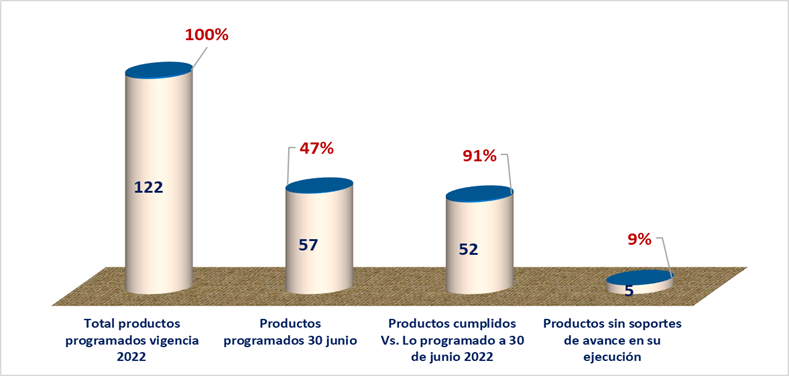 100%
47%
91%
9%
122
57
52
5
Total productos
programados vigencia
2022
Productos
programados 30 junio
Productos cumplidos
Vs. Lo programado a 30
de junio 2022
Productos sin soportes
de avance en su
ejecución